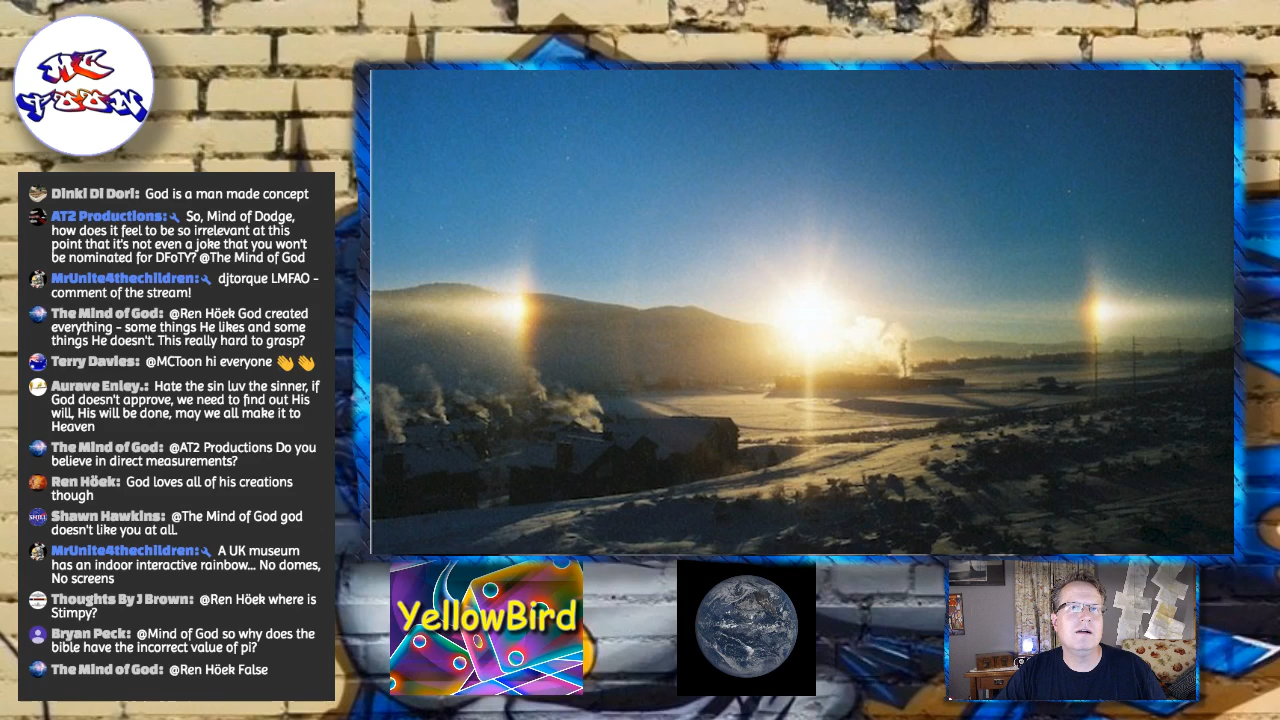 MC
TOON
Dinki Di Dori: God is a man made concept
AT2 Productions: So, Mind of Dodge,
how does it feel to be so irrelevant at this
point that it's not even a joke that you won't
be nominated for DFoTY? @The Mind of God
MrUnite4thechildren: djtorque LMFAO -
comment of the stream!
The Mind of God: @Ren Höek God created
everything - some things He likes and some
things He doesn't. This really hard to grasp?
Terry Davies: @MCToon hi everyone 👋 👋
Aurave Enley.: Hate the sin luv the sinner, if
God doesn't approve, we need to find out His
will, His will be done, may we all make it to
Heaven
The Mind of God: @AT2 Productions Do you
believe in direct measurements?
Ren Höek: God loves all of his creations
though
Shawn Hawkins: @The Mind of God god
doesn't like you at all.
MrUnite4thechildren: A UK museum
has an indoor interactive rainbow... No domes,
No screens
Thoughts By J Brown: @Ren Höek where is
Stimpy?
Bryan Peck: @Mind of God so why does the
bible have the incorrect value of pi?
The Mind of God: @Ren Höek False
YellowBird